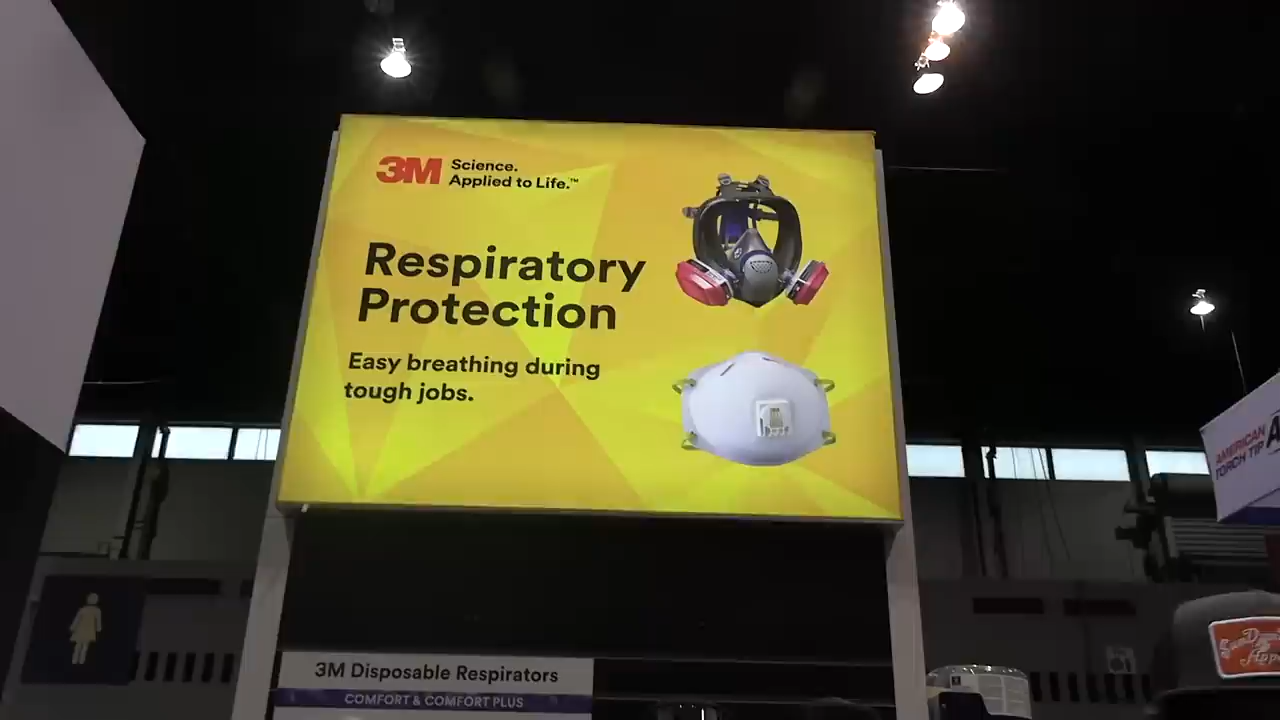 3M Science.
Applied to Life.™
Respiratory
Protection
Easy breathing during
tough jobs.
AMERICAN
TORCH TIP
3M Disposable Respirators
COMFORT & COMFORT PLUS